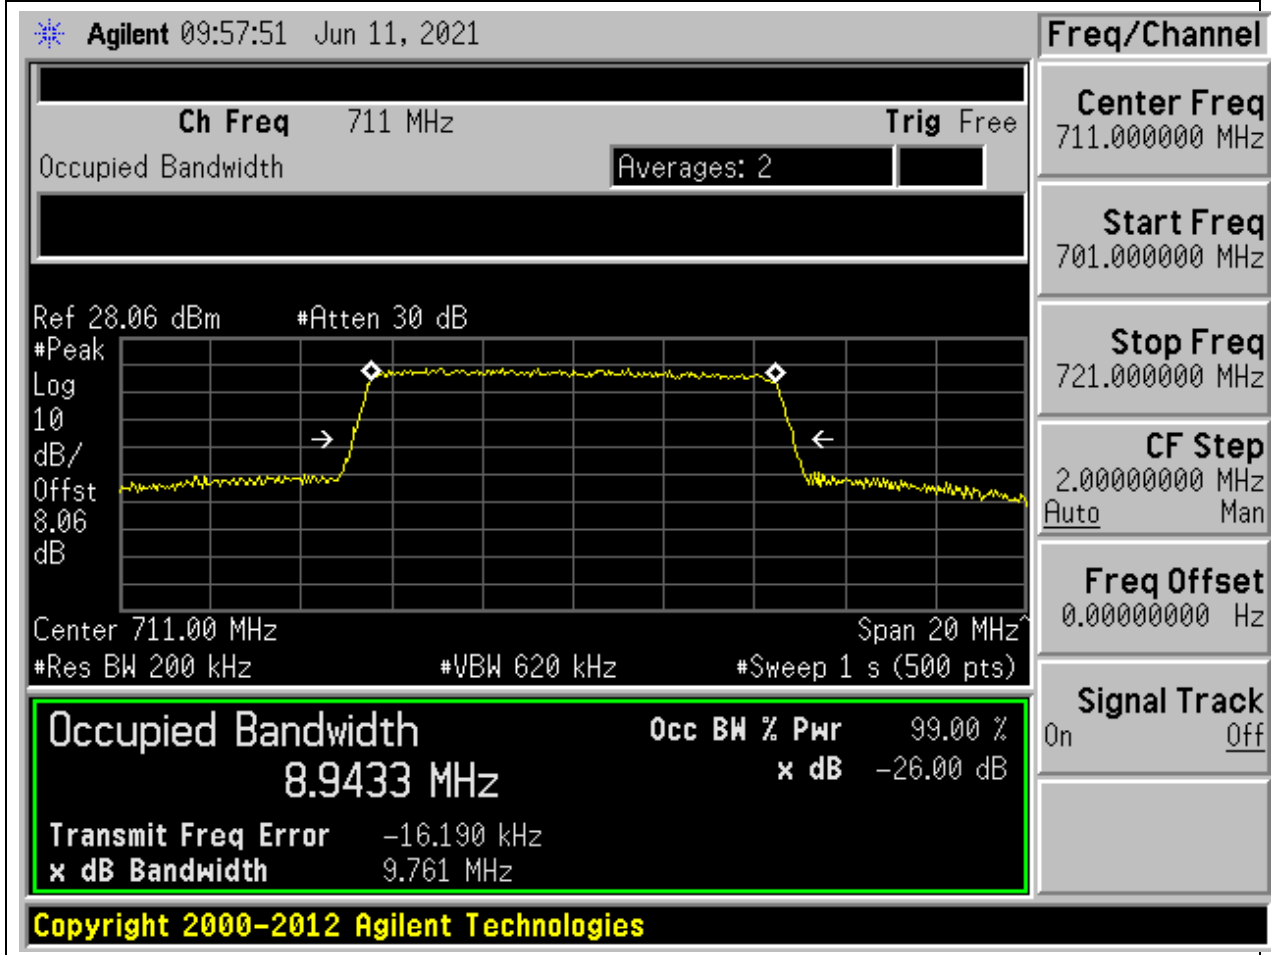 Agilent 09:57:51 Jun 11, 2021
Freq/Channel
Ch Freq 711 MHz Trig Free
Occupied Bandwidth Averages: 2
Ref 28.06 dBm #Atten 30 dB
#Peak
Log
10
dB/
Offst
8.06
dB
Center 711.00 MHz Span 20 MHz^
#Res BW 200 kHz #VBW 620 kHz #Sweep 1 s (500 pts)
Occupied Bandwidth Occ BW % Pwr 99.00 %
8.9433 MHz x dB -26.00 dB
Transmit Freq Error -16.190 kHz
x dB Bandwidth 9.761 MHz
Center Freq
711.000000 MHz
Start Freq
701.000000 MHz
Stop Freq
721.000000 MHz
CF Step
2.00000000 MHz
Auto Man
Freq Offset
0.00000000 Hz
Signal Track
On Off
Copyright 2000-2012 Agilent Technologies